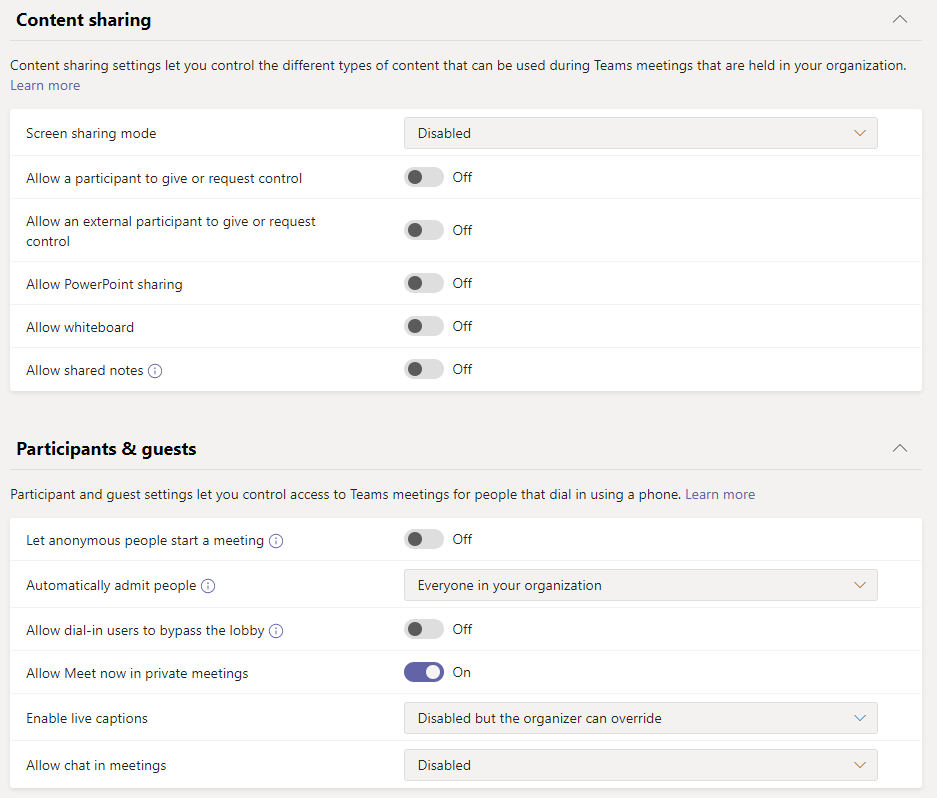 Content sharing
Content sharing settings let you control the different types of content that can be used during Teams meetings that are held in your organization.
Learn more
Screen sharing mode
Disabled
Allow a participant to give or request control
Off
Allow an external participant to give or request
control
Off
Allow PowerPoint sharing
Off
Allow whiteboard
Off
Allow shared notes
Off
Participants & guests
Participant and guest settings let you control access to Teams meetings for people that dial in using a phone. Learn more
Let anonymous people start a meeting
Off
Automatically admit people
Everyone in your organization
Allow dial-in users to bypass the lobby
Off
Allow Meet now in private meetings
On
Enable live captions
Disabled but the organizer can override
Allow chat in meetings
Disabled